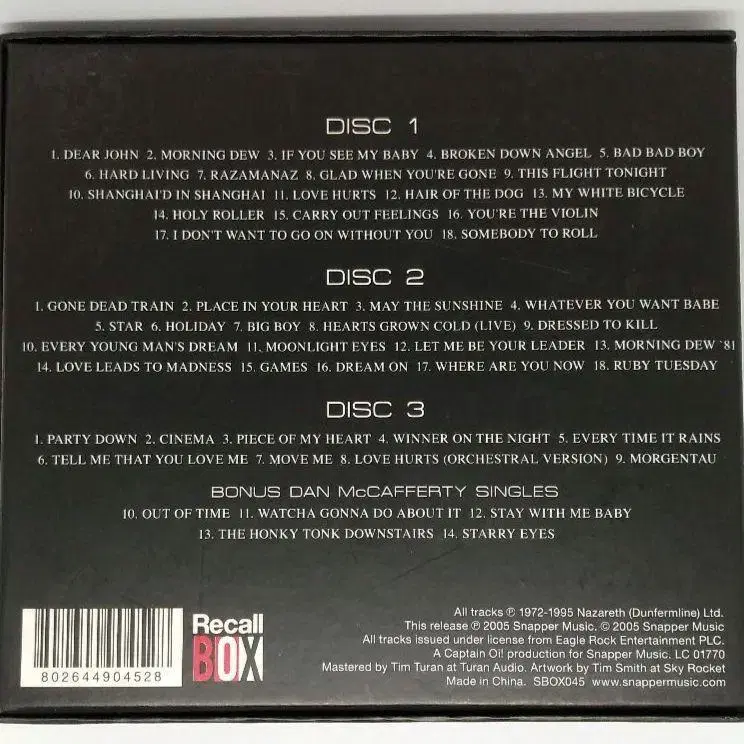 DISC 1
1. DEAR JOHN 2. MORNING DEW 3. IF YOU SEE MY BABY 4. BROKEN DOWN ANGEL 5. BAD BAD BOY
6. HARD LIVING 7. RAZAMANAZ 8. GLAD WHEN YOU'RE GONE 9. THIS FLIGHT TONIGHT
10. SHANGHAI'D IN SHANGHAI 11. LOVE HURTS 12. HAIR OF THE DOG 13. MY WHITE BICYCLE
14. HOLY ROLLER 15. CARRY OUT FEELINGS 16. YOU'RE THE VIOLIN
17. I DON'T WANT TO GO ON WITHOUT YOU 18. SOMEBODY TO ROLL
DISC 2
1. GONE DEAD TRAIN 2. PLACE IN YOUR HEART 3. MAY THE SUNSHINE 4. WHATEVER YOU WANT BABE
5. STAR 6. HOLIDAY 7. BIG BOY 8. HEARTS GROWN COLD (LIVE) 9. DRESSED TO KILL
10. EVERY YOUNG MAN'S DREAM 11. MOONLIGHT EYES 12. LET ME BE YOUR LEADER 13. MORNING DEW '81
14. LOVE LEADS TO MADNESS 15. GAMES 16. DREAM ON 17. WHERE ARE YOU NOW 18. RUBY TUESDAY
DISC 3
1. PARTY DOWN 2. CINEMA 3. PIECE OF MY HEART 4. WINNER ON THE NIGHT 5. EVERY TIME IT RAINS
6. TELL ME THAT YOU LOVE ME 7. MOVE ME 8. LOVE HURTS (ORCHESTRAL VERSION) 9. MORGENTAU
BONUS DAN McCAFFERTY SINGLES
10. OUT OF TIME 11. WATCHA GONNA DO ABOUT IT 12. STAY WITH ME BABY
13. THE HONKY TONK DOWNSTAIRS 14. STARRY EYES
802644904528
Recall
BOX
All tracks ℗ 1972-1995 Nazareth (Dunfermline) Ltd.
This release ℗ 2005 Snapper Music. © 2005 Snapper Music
All tracks issued under license from Eagle Rock Entertainment PLC.
A Captain Oi! production for Snapper Music. LC 01770
Mastered by Tim Turan at Turan Audio. Artwork by Tim Smith at Sky Rocket
Made in China. SBOX045 www.snappermusic.com